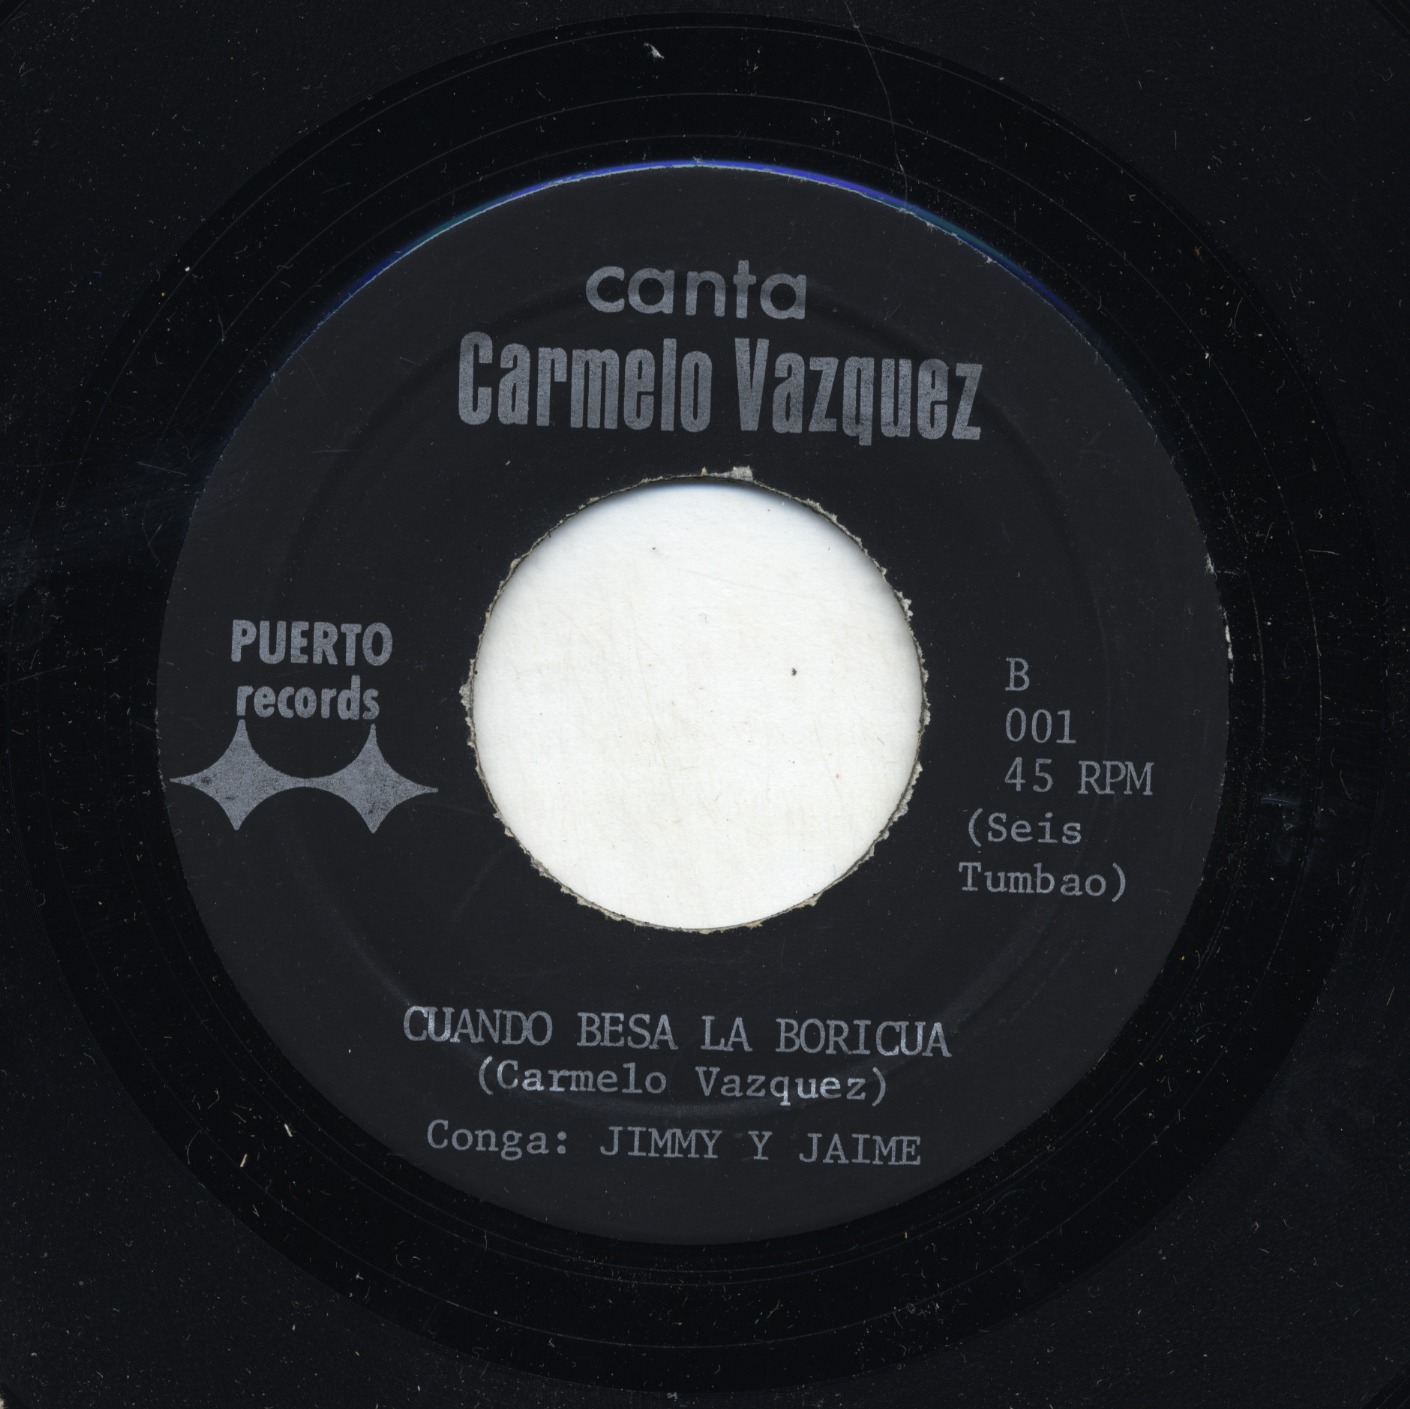 canta
Carmelo Vazquez
PUERTO
records
B
001
45 RPM
(Seis
Tumbao)
CUANDO BESA LA BORICUA
(Carmelo Vazquez)
Conga: JIMMY Y JAIME